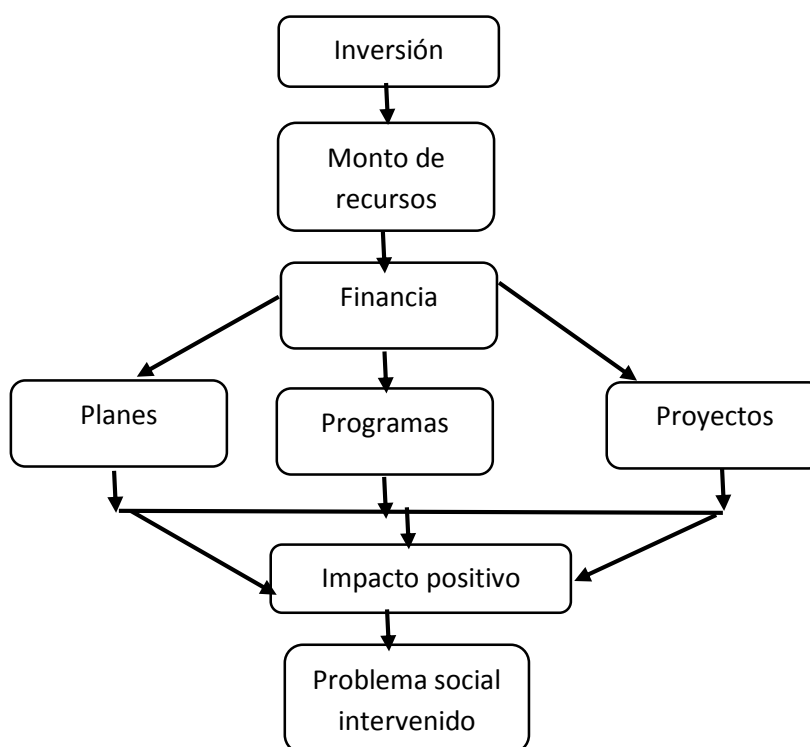 Inversión
Monto de
recursos
Financia
Planes
Programas
Proyectos
Impacto positivo
Problema social
intervenido